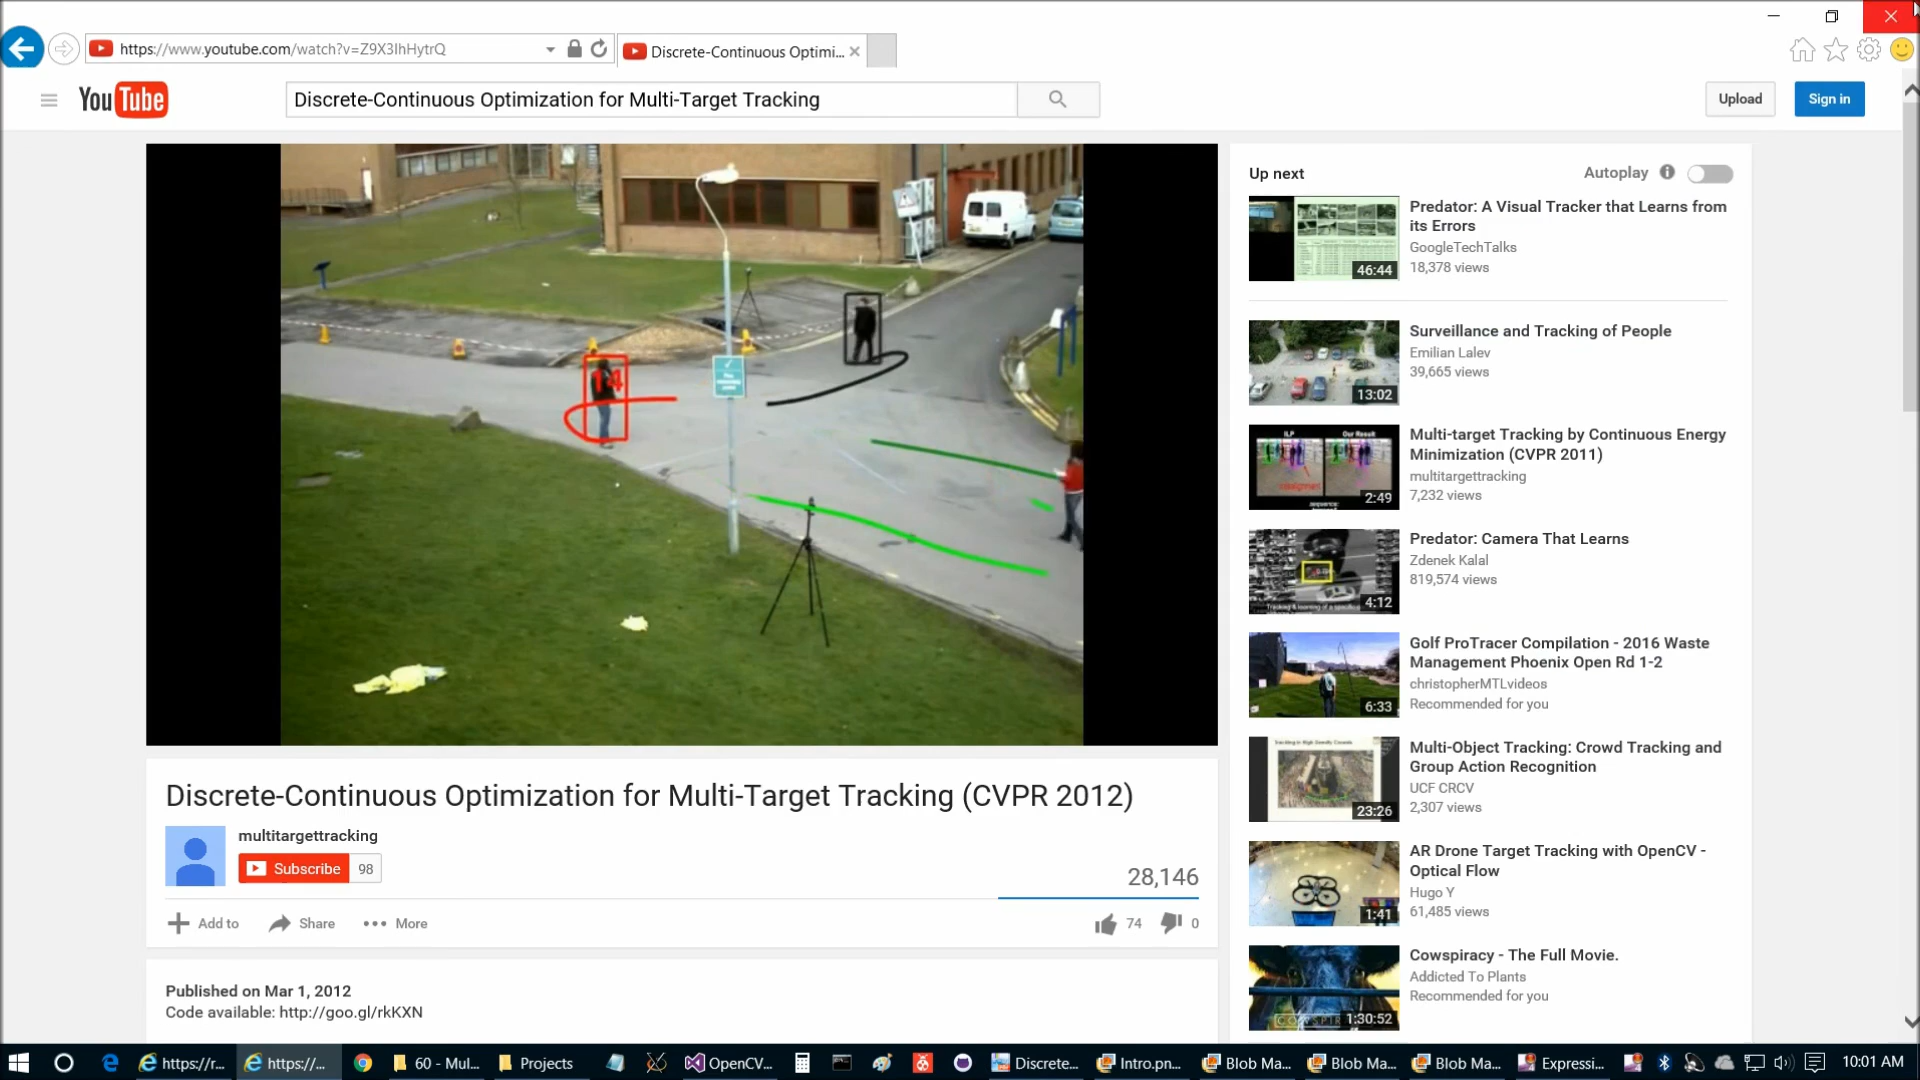 https://www.youtube.com/watch?v=Z9X3IhHytrQ
Discrete-Continuous Optimi...
YouTube
Discrete-Continuous Optimization for Multi-Target Tracking
Upload
Sign in
14
Discrete-Continuous Optimization for Multi-Target Tracking (CVPR 2012)
multitargettracking
Subscribe 98
28,146
Add to
Share
More
74
0
Published on Mar 1, 2012
Code available: http://goo.gl/rkKXN
Up next
Autoplay
46:44
Predator: A Visual Tracker that Learns from
its Errors
GoogleTechTalks
18,378 views
13:02
Surveillance and Tracking of People
Emilian Lalev
39,665 views
ILP
Our Result
2:49
Multi-target Tracking by Continuous Energy
Minimization (CVPR 2011)
multitargettracking
7,232 views
4:12
Predator: Camera That Learns
Zdenek Kalal
819,574 views
6:33
Golf ProTracer Compilation - 2016 Waste
Management Phoenix Open Rd 1-2
christopherMTLvideos
Recommended for you
23:26
Multi-Object Tracking: Crowd Tracking and
Group Action Recognition
UCF CRCV
2,307 views
1:41
AR Drone Target Tracking with OpenCV -
Optical Flow
Hugo Y
61,485 views
1:30:52
Cowspiracy - The Full Movie.
Addicted To Plants
Recommended for you
https://r...
https://...
60 - Mul...
Projects
OpenCV...
Discrete...
Intro.pn...
Blob Ma...
Blob Ma...
Blob Ma...
Expressi...
10:01 AM